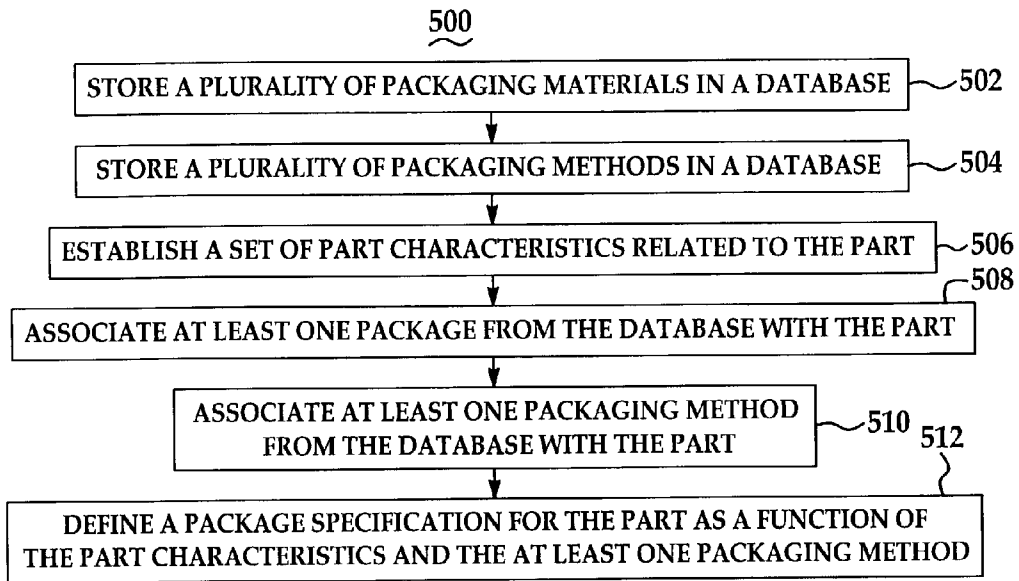 500
STORE A PLURALITY OF PACKAGING MATERIALS IN A DATABASE
502
STORE A PLURALITY OF PACKAGING METHODS IN A DATABASE
504
ESTABLISH A SET OF PART CHARACTERISTICS RELATED TO THE PART
506
508
ASSOCIATE AT LEAST ONE PACKAGE FROM THE DATABASE WITH THE PART
ASSOCIATE AT LEAST ONE PACKAGING METHOD
FROM THE DATABASE WITH THE PART
510
512
DEFINE A PACKAGE SPECIFICATION FOR THE PART AS A FUNCTION OF
THE PART CHARACTERISTICS AND THE AT LEAST ONE PACKAGING METHOD